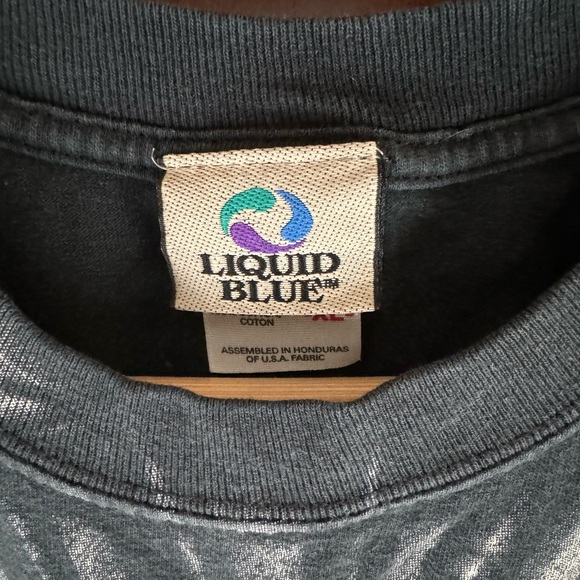 LIQUID
BLUE™
XL
COTON
ASSEMBLED IN HONDURAS
OF U.S.A. FABRIC